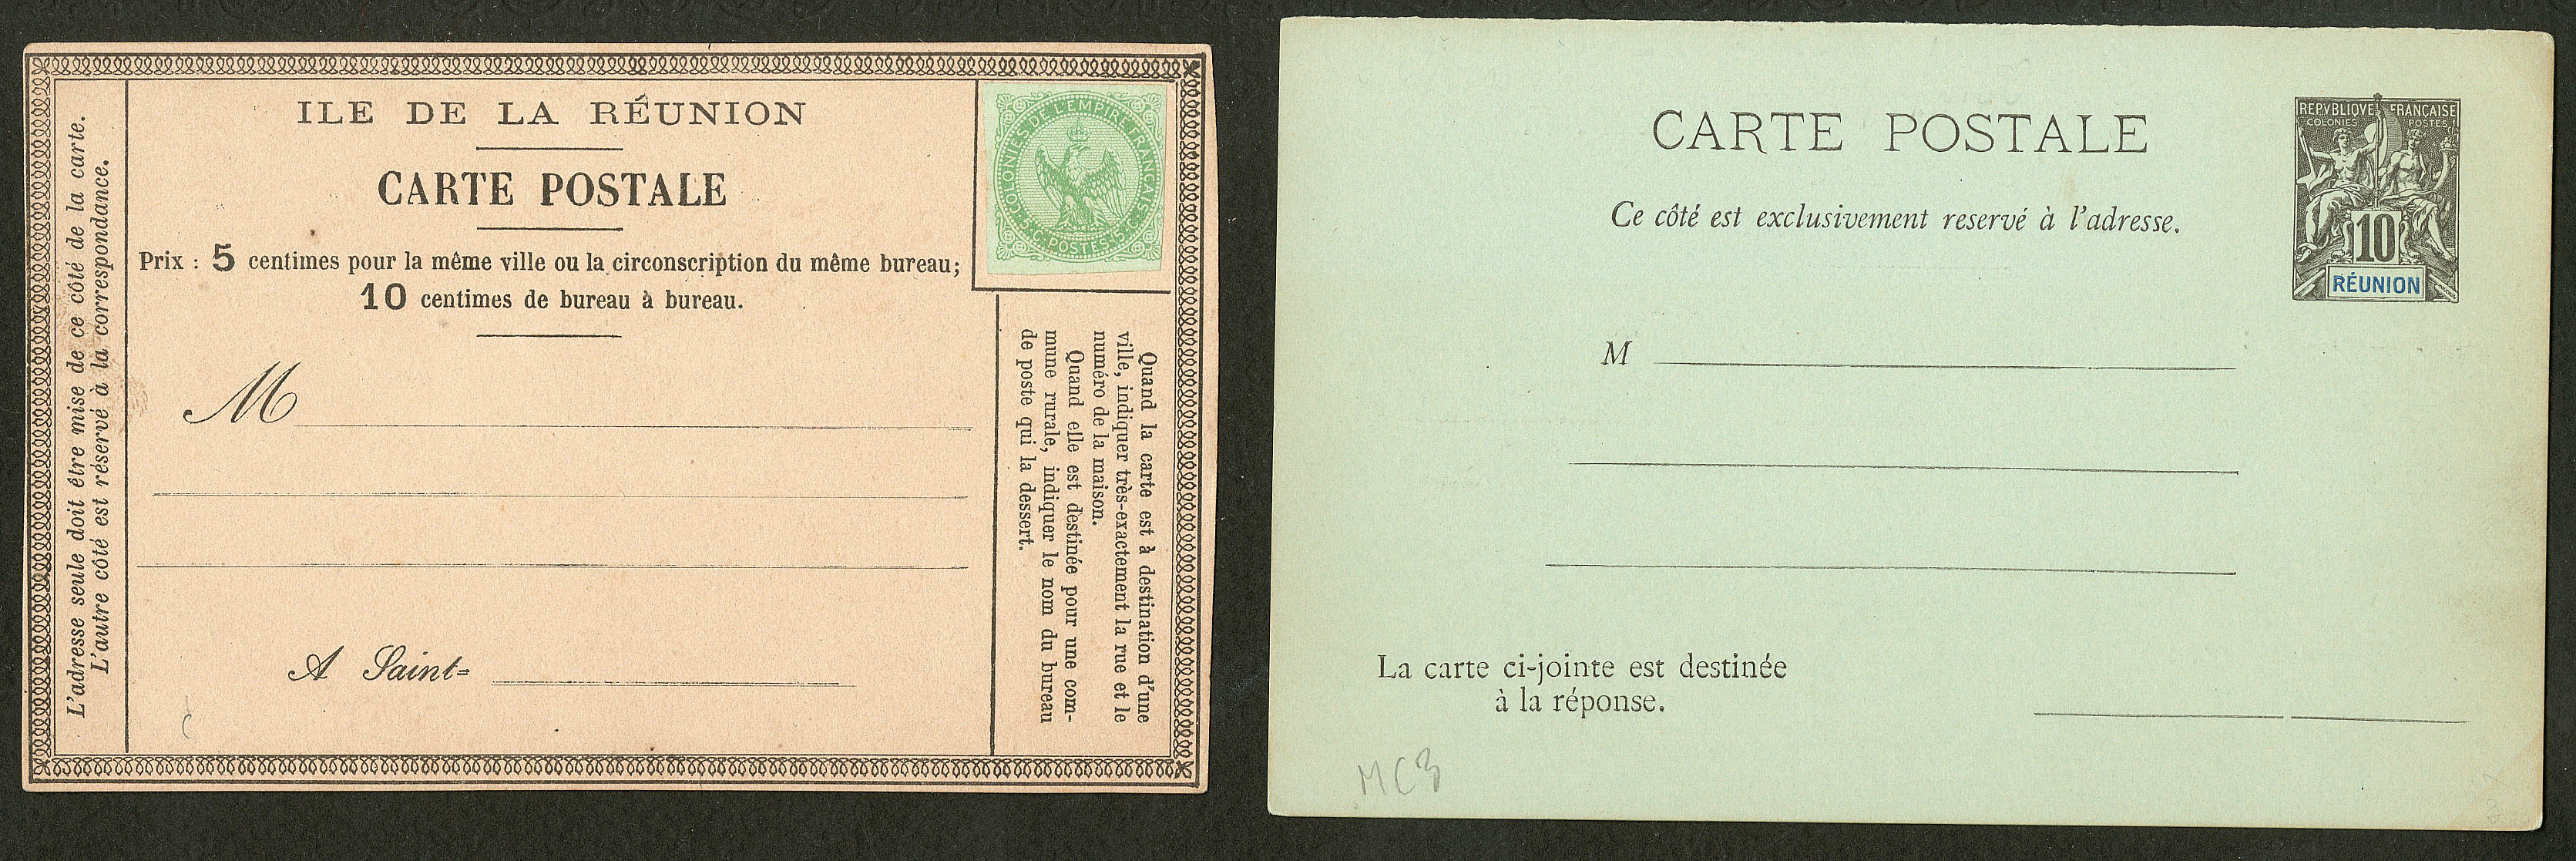 ILE DE LA RÉUNION
CARTE POSTALE
Prix : 5 centimes pour la même ville ou la circonscription du même bureau;
10 centimes de bureau à bureau.
M
A Saint-
L'adresse seule doit être mise de ce côté de la carte.
L'autre côté est réservé à la correspondance.
COLONIES DE L'EMPIRE FRANÇAIS
5 C POSTES 5 C
Quand la carte est à destination d'une
ville, indiquer très-exactement la rue et le
numéro de la maison.
Quand elle est destinée pour une com-
mune rurale, indiquer le nom du bureau
de poste qui la dessert.
CARTE POSTALE
Ce côté est exclusivement reservé à l'adresse.
REPVBLIQVE FRANÇAISE
COLONIES POSTES
10
RÉUNION
M
La carte ci-jointe est destinée
à la réponse.
MC3